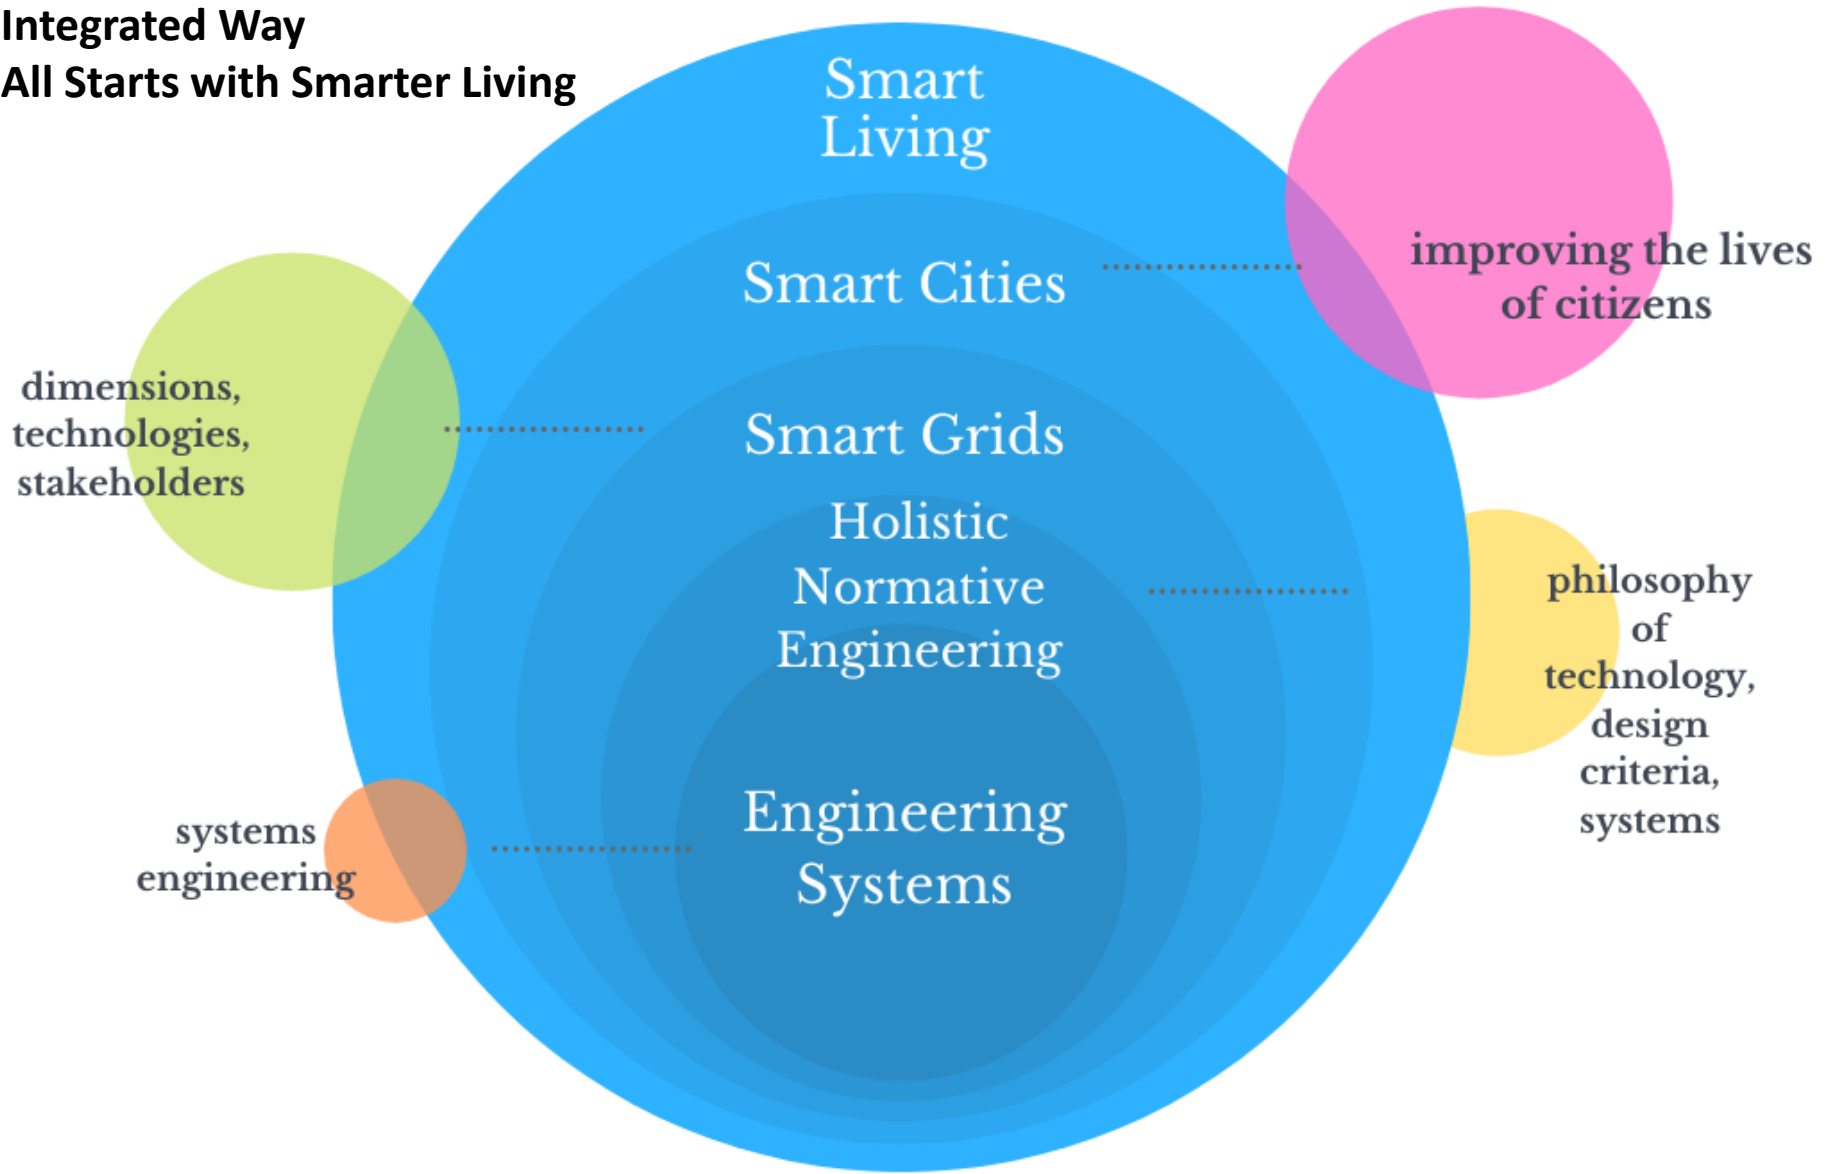 Integrated Way
All Starts with Smarter Living
Smart
Living
Smart Cities
improving the lives
of citizens
dimensions,
technologies,
stakeholders
Smart Grids
Holistic
Normative
Engineering
philosophy
of
technology,
design
criteria,
systems
systems
engineering
Engineering
Systems